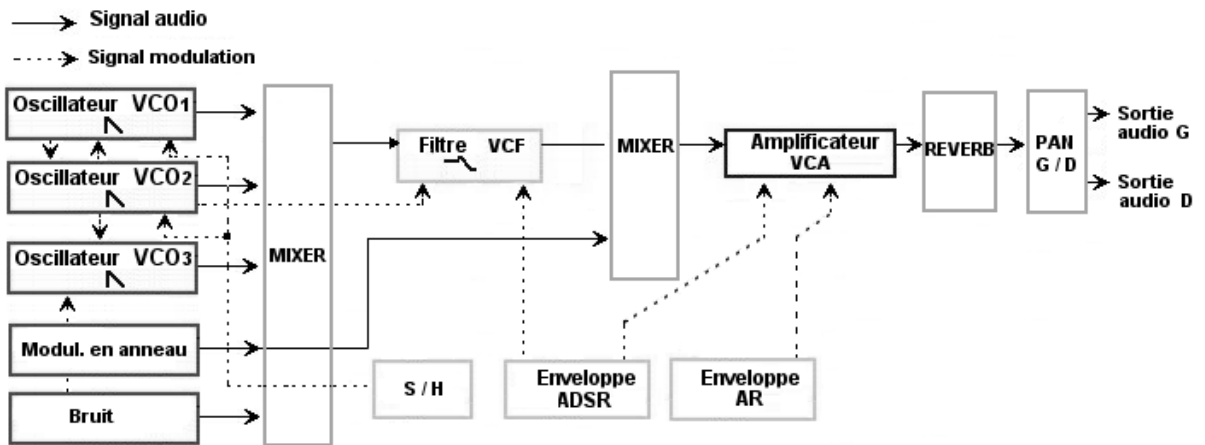 Signal audio
Signal modulation
Oscillateur VCO1
Oscillateur VCO2
Oscillateur VCO3
Modul. en anneau
Bruit
MIXER
Filtre VCF
S / H
Enveloppe
ADSR
MIXER
Enveloppe
AR
Amplificateur
VCA
REVERB
PAN
G / D
Sortie
audio G
Sortie
audio D